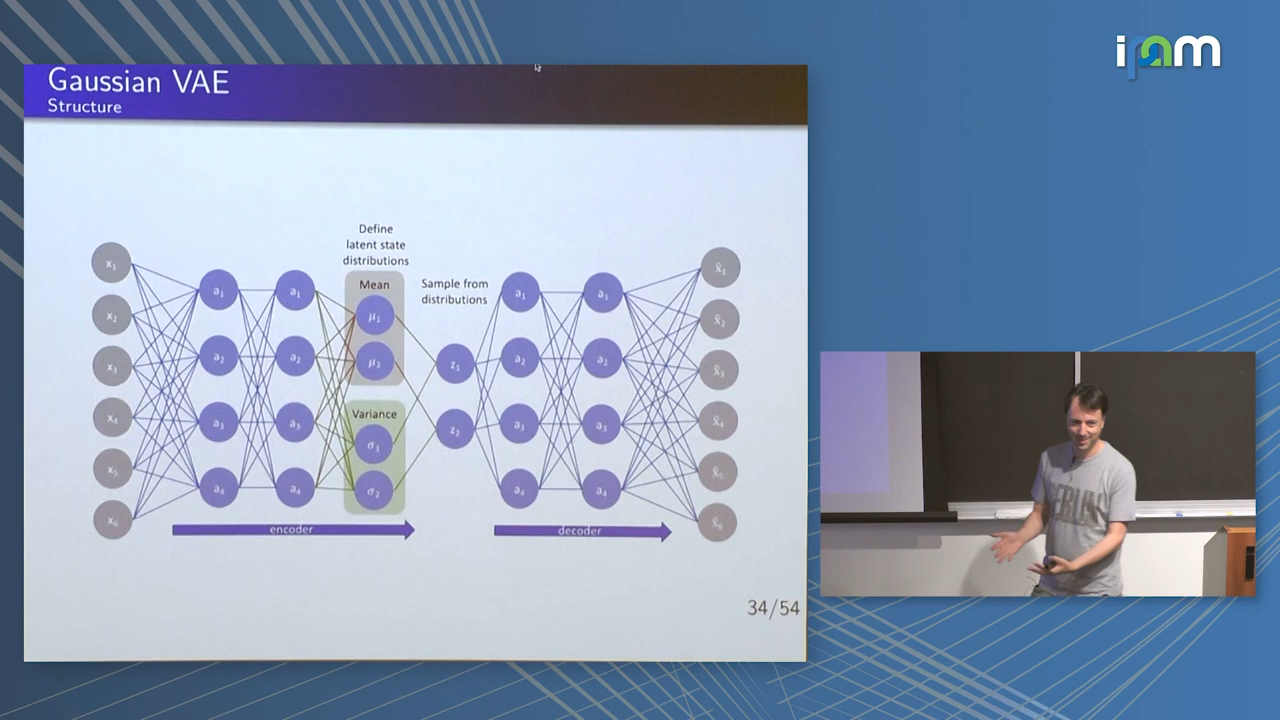 ipam
Gaussian VAE
Structure
Define
latent state
distributions
Mean
Sample from
distributions
x₁
x₂
x₃
x₄
x₅
x₆
a₁
a₂
a₃
a₄
a₁
a₂
a₃
a₄
μ₁
μ₂
Variance
σ₁
σ₂
z₁
z₂
a₁
a₂
a₃
a₄
a₁
a₂
a₃
a₄
x̂₁
x̂₂
x̂₃
x̂₄
x̂₅
x̂₆
encoder
decoder
34/54
BERLIN